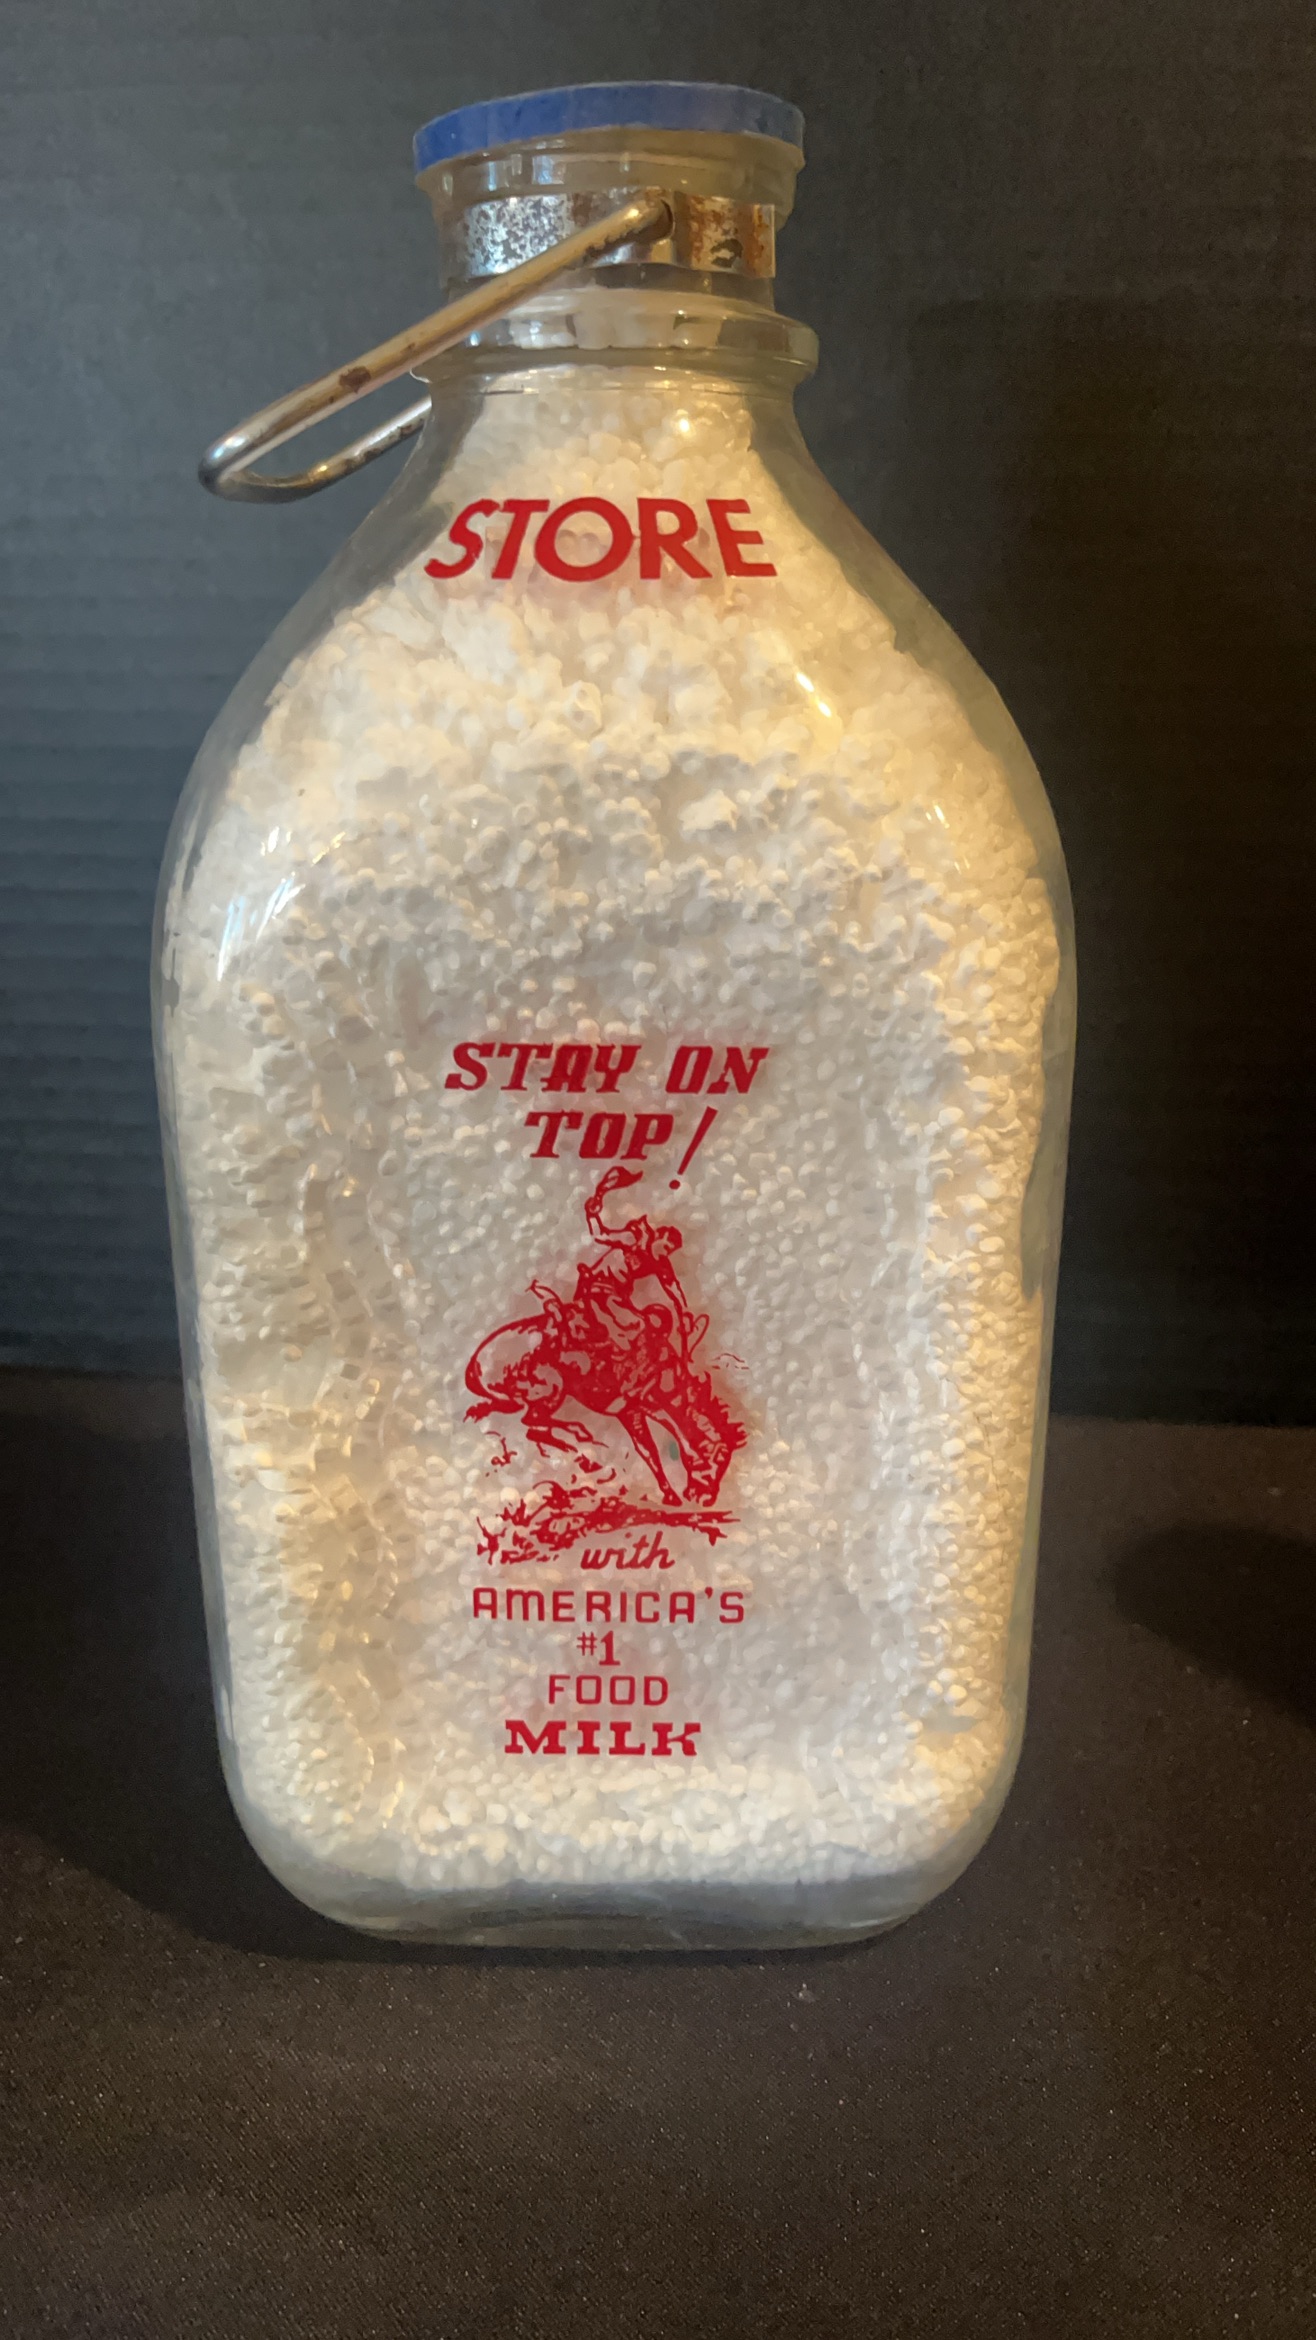 STORE
STAY ON
TOP!
with
AMERICA'S
#1
FOOD
MILK